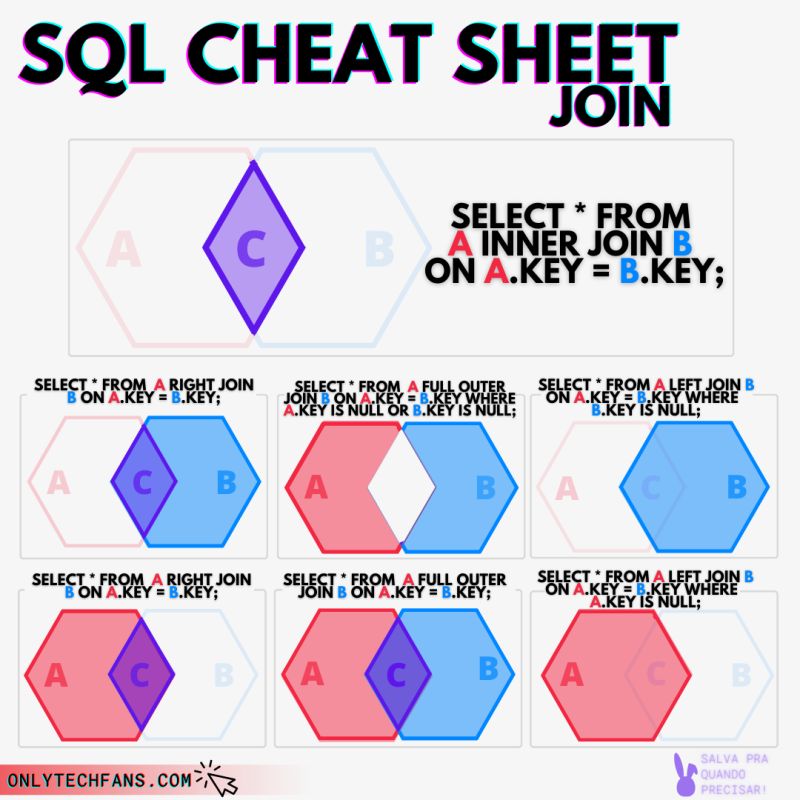 SQL CHEAT SHEET
JOIN
A
C
B
SELECT * FROM
A INNER JOIN B
ON A.KEY = B.KEY;
SELECT * FROM A RIGHT JOIN
B ON A.KEY = B.KEY;
A
C
B
SELECT * FROM A FULL OUTER
JOIN B ON A.KEY = B.KEY WHERE
A.KEY IS NULL OR B.KEY IS NULL;
A
B
SELECT * FROM A LEFT JOIN B
ON A.KEY = B.KEY WHERE
B.KEY IS NULL;
A
C
B
SELECT * FROM A RIGHT JOIN
B ON A.KEY = B.KEY;
A
C
B
SELECT * FROM A FULL OUTER
JOIN B ON A.KEY = B.KEY;
A
C
B
SELECT * FROM A LEFT JOIN B
ON A.KEY = B.KEY WHERE
A.KEY IS NULL;
A
C
B
ONLYTECHFANS.COM
SALVA PRA
QUANDO
PRECISAR!